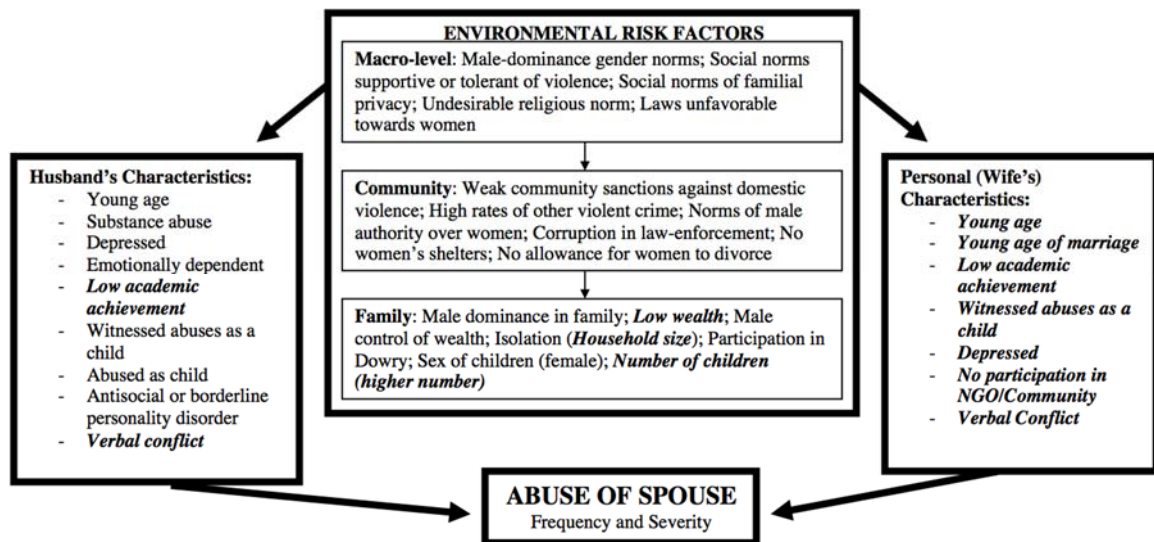 ENVIRONMENTAL RISK FACTORS
Macro-level: Male-dominance gender norms; Social norms
supportive or tolerant of violence; Social norms of familial
privacy; Undesirable religious norm; Laws unfavorable
towards women
Community: Weak community sanctions against domestic
violence; High rates of other violent crime; Norms of male
authority over women; Corruption in law-enforcement; No
women's shelters; No allowance for women to divorce
Family: Male dominance in family; Low wealth; Male
control of wealth; Isolation (Household size); Participation in
Dowry; Sex of children (female); Number of children
(higher number)
Husband's Characteristics:
- Young age
- Substance abuse
- Depressed
- Emotionally dependent
- Low academic
achievement
- Witnessed abuses as a
child
- Abused as child
- Antisocial or borderline
personality disorder
- Verbal conflict
Personal (Wife's)
Characteristics:
- Young age
- Young age of marriage
- Low academic
achievement
- Witnessed abuses as a
child
- Depressed
- No participation in
NGO/Community
- Verbal Conflict
ABUSE OF SPOUSE
Frequency and Severity